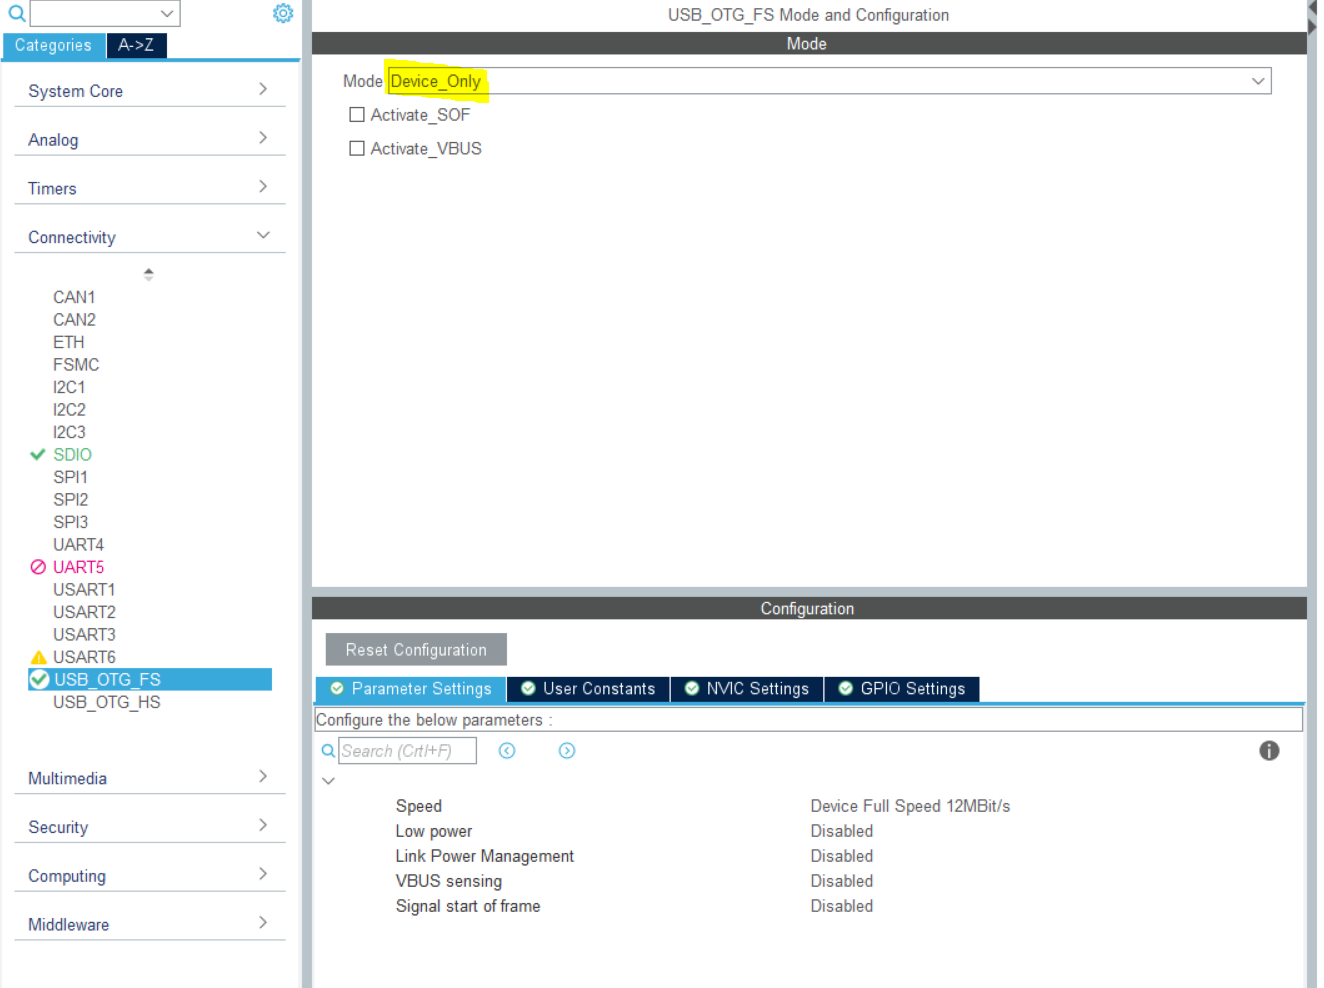 USB_OTG_FS Mode and Configuration
Categories A->Z
Mode
System Core
Analog
Timers
Connectivity
CAN1
CAN2
ETH
FSMC
I2C1
I2C2
I2C3
SDIO
SPI1
SPI2
SPI3
UART4
UART5
USART1
USART2
USART3
USART6
USB_OTG_FS
USB_OTG_HS
Multimedia
Security
Computing
Middleware
Mode Device_Only
Activate_SOF
Activate_VBUS
Configuration
Reset Configuration
Parameter Settings User Constants NVIC Settings GPIO Settings
Configure the below parameters :
Search (Crtl+F)
Speed Device Full Speed 12MBit/s
Low power Disabled
Link Power Management Disabled
VBUS sensing Disabled
Signal start of frame Disabled